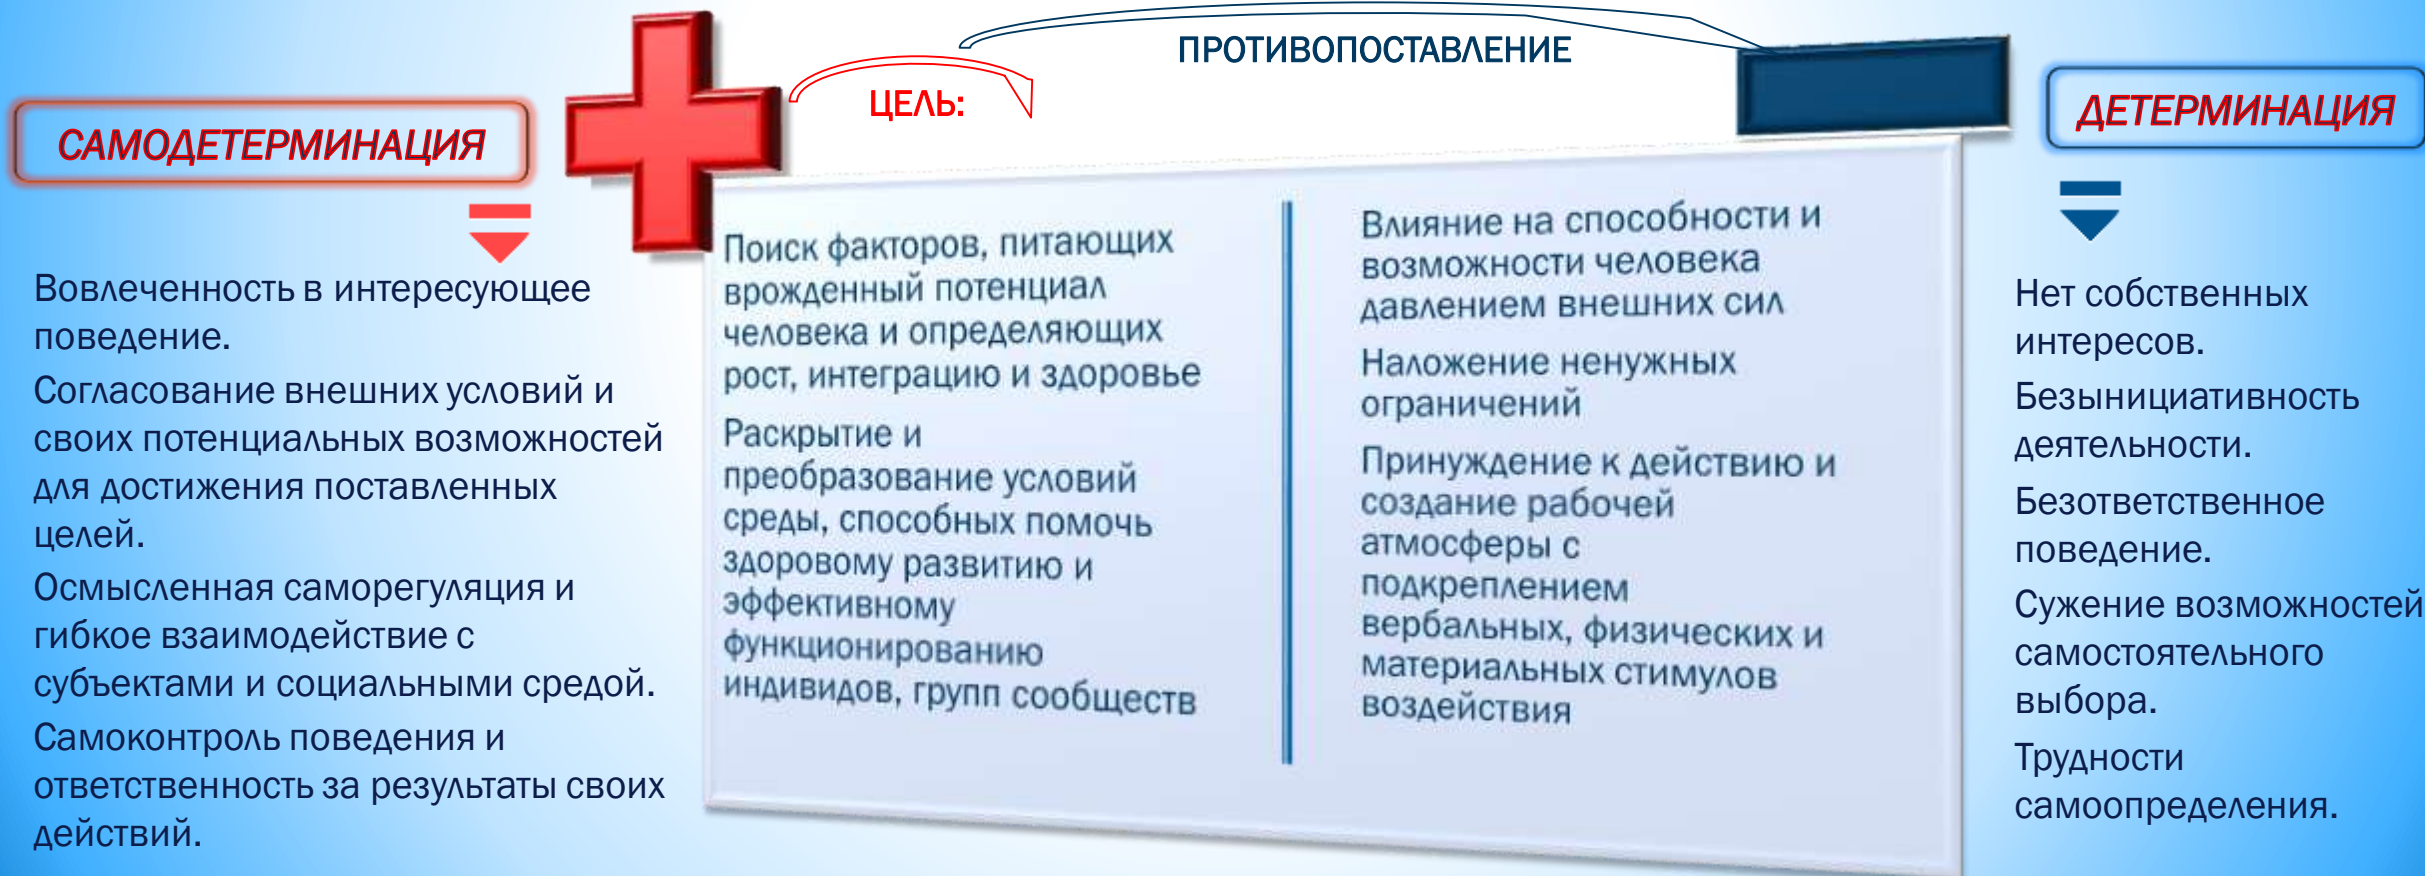 ПРОТИВОПОСТАВЛЕНИЕ
ЦЕЛЬ:
САМОДЕТЕРМИНАЦИЯ
Вовлеченность в интересующее
поведение.
Согласование внешних условий и
своих потенциальных возможностей
для достижения поставленных
целей.
Осмысленная саморегуляция и
гибкое взаимодействие с
субъектами и социальными средой.
Самоконтроль поведения и
ответственность за результаты своих
действий.
Поиск факторов, питающих
врожденный потенциал
человека и определяющих
рост, интеграцию и здоровье
Раскрытие и
преобразование условий
среды, способных помочь
здоровому развитию и
эффективному
функционированию
индивидов, групп сообществ
Влияние на способности и
возможности человека
давлением внешних сил
Наложение ненужных
ограничений
Принуждение к действию и
создание рабочей
атмосферы с
подкреплением
вербальных, физических и
материальных стимулов
воздействия
ДЕТЕРМИНАЦИЯ
Нет собственных
интересов.
Безынициативность
деятельности.
Безответственное
поведение.
Сужение возможностей
самостоятельного
выбора.
Трудности
самоопределения.